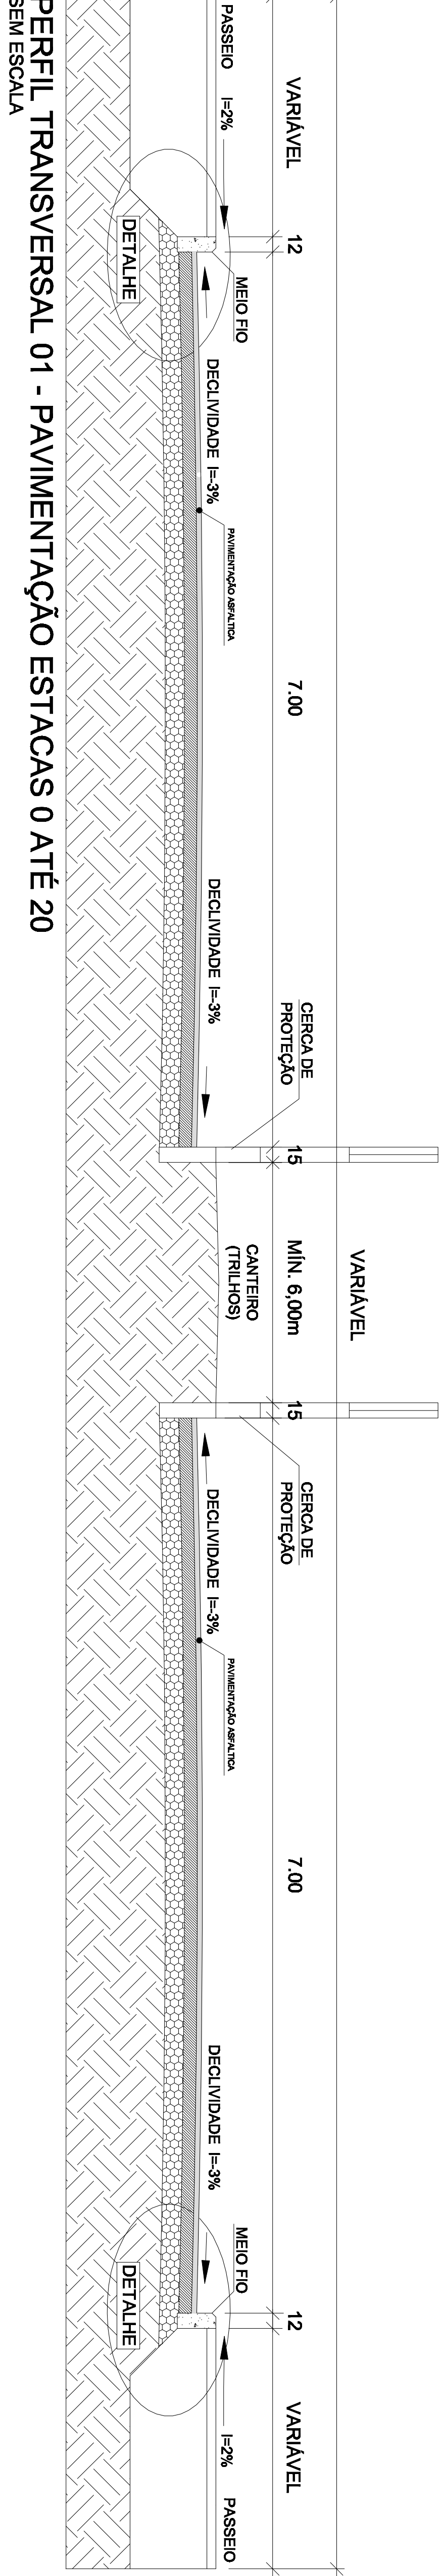 VARIÁVEL
VARIÁVEL
12
7.00
15
MÍN. 6,00m
15
7.00
12
VARIÁVEL
CERCA DE
PROTEÇÃO
CERCA DE
PROTEÇÃO
PASSEIO
I=2%
MEIO FIO
DECLIVIDADE I=-3%
PAVIMENTAÇÃO ASFALTICA
DECLIVIDADE I=-3%
CANTEIRO
(TRILHOS)
DECLIVIDADE I=-3%
PAVIMENTAÇÃO ASFALTICA
DECLIVIDADE I=-3%
MEIO FIO
I=2%
PASSEIO
DETALHE
DETALHE
PERFIL TRANSVERSAL 01 - PAVIMENTAÇÃO ESTACAS 0 ATÉ 20
SEM ESCALA